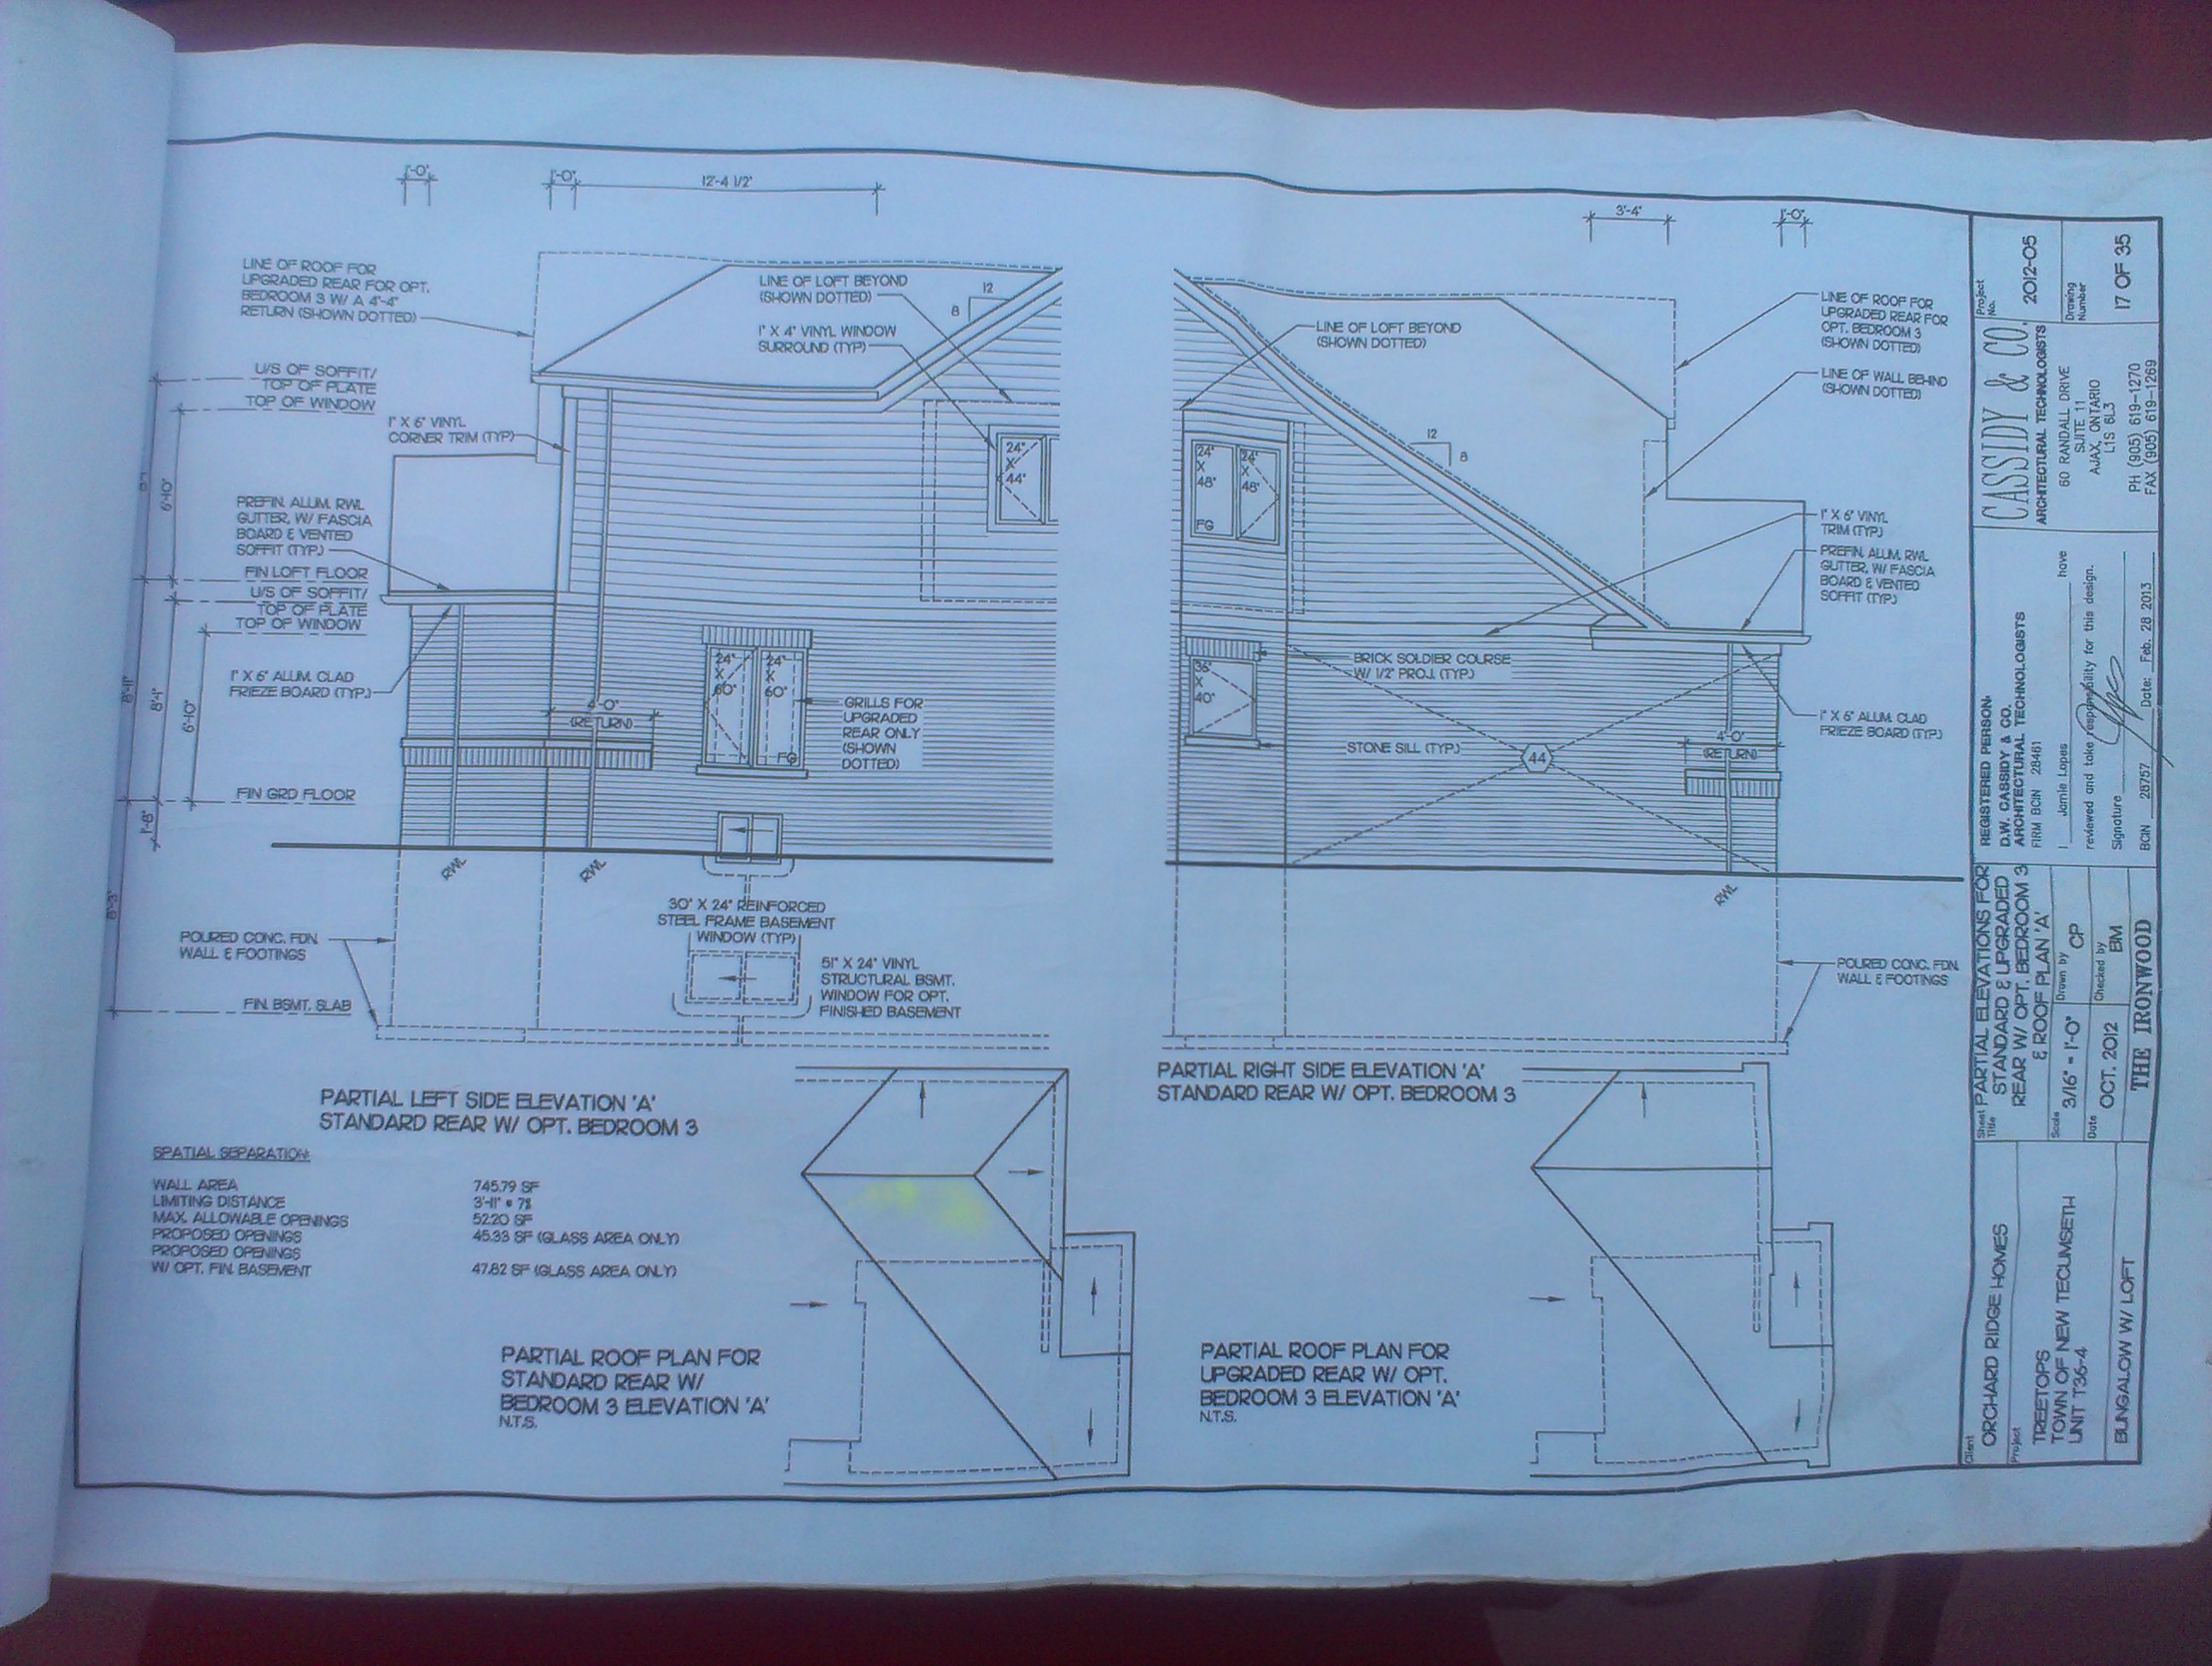 1'-0"
1'-0"
12'-4 1/2"
LINE OF ROOF FOR
UPGRADED REAR FOR OPT.
BEDROOM 3 W/ A 4'-4"
RETURN (SHOWN DOTTED)
LINE OF LOFT BEYOND
(SHOWN DOTTED)
1" X 4" VINYL WINDOW
SURROUND (TYP)
12
8
U/S OF SOFFIT/
TOP OF PLATE
TOP OF WINDOW
1" X 6" VINYL
CORNER TRIM (TYP)
24"
X
44"
6'-10"
PREFIN. ALUM. RWL
GUTTER, W/ FASCIA
BOARD & VENTED
SOFFIT (TYP.)
FIN LOFT FLOOR
U/S OF SOFFIT/
TOP OF PLATE
TOP OF WINDOW
1" X 6" ALUM. CLAD
FRIEZE BOARD (TYP.)
8'-11"
8'-1"
6'-10"
24"
X
60"
24"
X
60"
FG
4'-0"
(RETURN)
GRILLS FOR
UPGRADED
REAR ONLY
(SHOWN
DOTTED)
FIN GRD FLOOR
1'-8"
RWL
RWL
8'-3"
30" X 24" REINFORCED
STEEL FRAME BASEMENT
WINDOW (TYP)
POURED CONC. FDN.
WALL & FOOTINGS
51" X 24" VINYL
STRUCTURAL BSMT.
WINDOW FOR OPT.
FINISHED BASEMENT
FIN. BSMT. SLAB
PARTIAL LEFT SIDE ELEVATION 'A'
STANDARD REAR W/ OPT. BEDROOM 3
3'-4"
1'-0"
LINE OF ROOF FOR
UPGRADED REAR FOR
OPT. BEDROOM 3
(SHOWN DOTTED)
LINE OF LOFT BEYOND
(SHOWN DOTTED)
LINE OF WALL BEHIND
(SHOWN DOTTED)
12
8
24"
X
48"
FG
24"
X
48"
1" X 6" VINYL
TRIM (TYP.)
PREFIN. ALUM. RWL
GUTTER, W/ FASCIA
BOARD & VENTED
SOFFIT (TYP.)
BRICK SOLDIER COURSE
W/ 1/2" PROJ. (TYP)
36"
X
40"
STONE SILL (TYP.)
44
4'-0"
(RETURN)
1" X 6" ALUM. CLAD
FRIEZE BOARD (TYP.)
RWL
POURED CONC. FDN.
WALL & FOOTINGS
PARTIAL RIGHT SIDE ELEVATION 'A'
STANDARD REAR W/ OPT. BEDROOM 3
SPATIAL SEPARATION:
WALL AREA 745.79 SF
LIMITING DISTANCE 3'-11" = 7%
MAX. ALLOWABLE OPENINGS 52.20 SF
PROPOSED OPENINGS 45.33 SF (GLASS AREA ONLY)
PROPOSED OPENINGS
W/ OPT. FIN. BASEMENT 47.82 SF (GLASS AREA ONLY)
PARTIAL ROOF PLAN FOR
STANDARD REAR W/
BEDROOM 3 ELEVATION 'A'
N.T.S.
PARTIAL ROOF PLAN FOR
UPGRADED REAR W/ OPT.
BEDROOM 3 ELEVATION 'A'
N.T.S.
Client
ORCHARD RIDGE HOMES
Project
TREETOPS
TOWN OF NEW TECUMSETH
UNIT T36-4
BUNGALOW W/ LOFT
Sheet Title
PARTIAL ELEVATIONS FOR
STANDARD & UPGRADED
REAR W/ OPT. BEDROOM 3
& ROOF PLAN 'A'
Scale
3/16" = 1'-0"
Drawn by
CP
Date
OCT. 2012
Checked by
BM
THE IRONWOOD
REGISTERED PERSON:
D.W. CASSIDY & CO.
ARCHITECTURAL TECHNOLOGISTS
FIRM BCIN 28461
I Jamie Lopes have
reviewed and take responsibility for this design.
Signature
BCIN 28757 Date: Feb. 28 2013
CASSIDY & CO.
ARCHITECTURAL TECHNOLOGISTS
60 RANDALL DRIVE
SUITE 11
AJAX, ONTARIO
L1S 6L3
PH (905) 619-1270
FAX (905) 619-1269
Project No.
2012-05
Drawing Number
17 OF 35